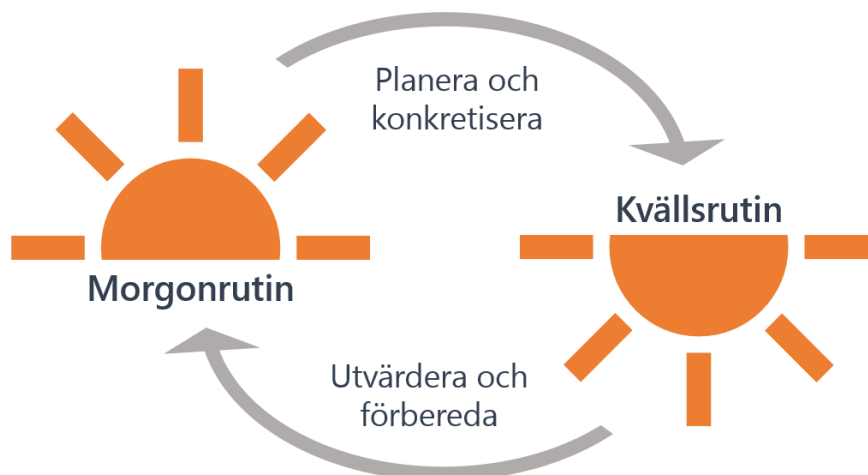 Planera och
konkretisera
Kvällsrutin
Morgonrutin
Utvärdera och
förbereda